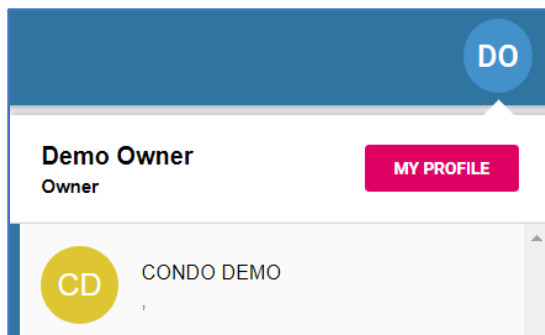 DO
Demo Owner
Owner
MY PROFILE
CD
CONDO DEMO
,